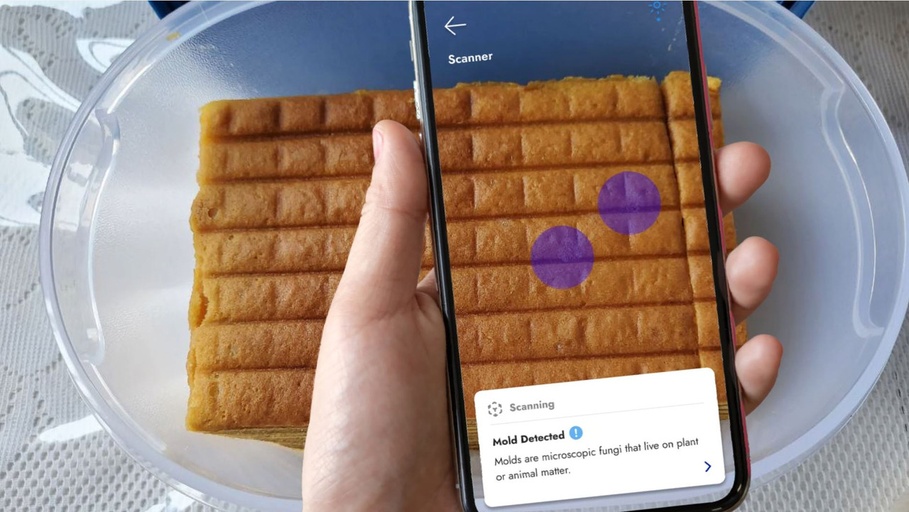 Scanner
Scanning
Mold Detected
Molds are microscopic fungi that live on plant
or animal matter.